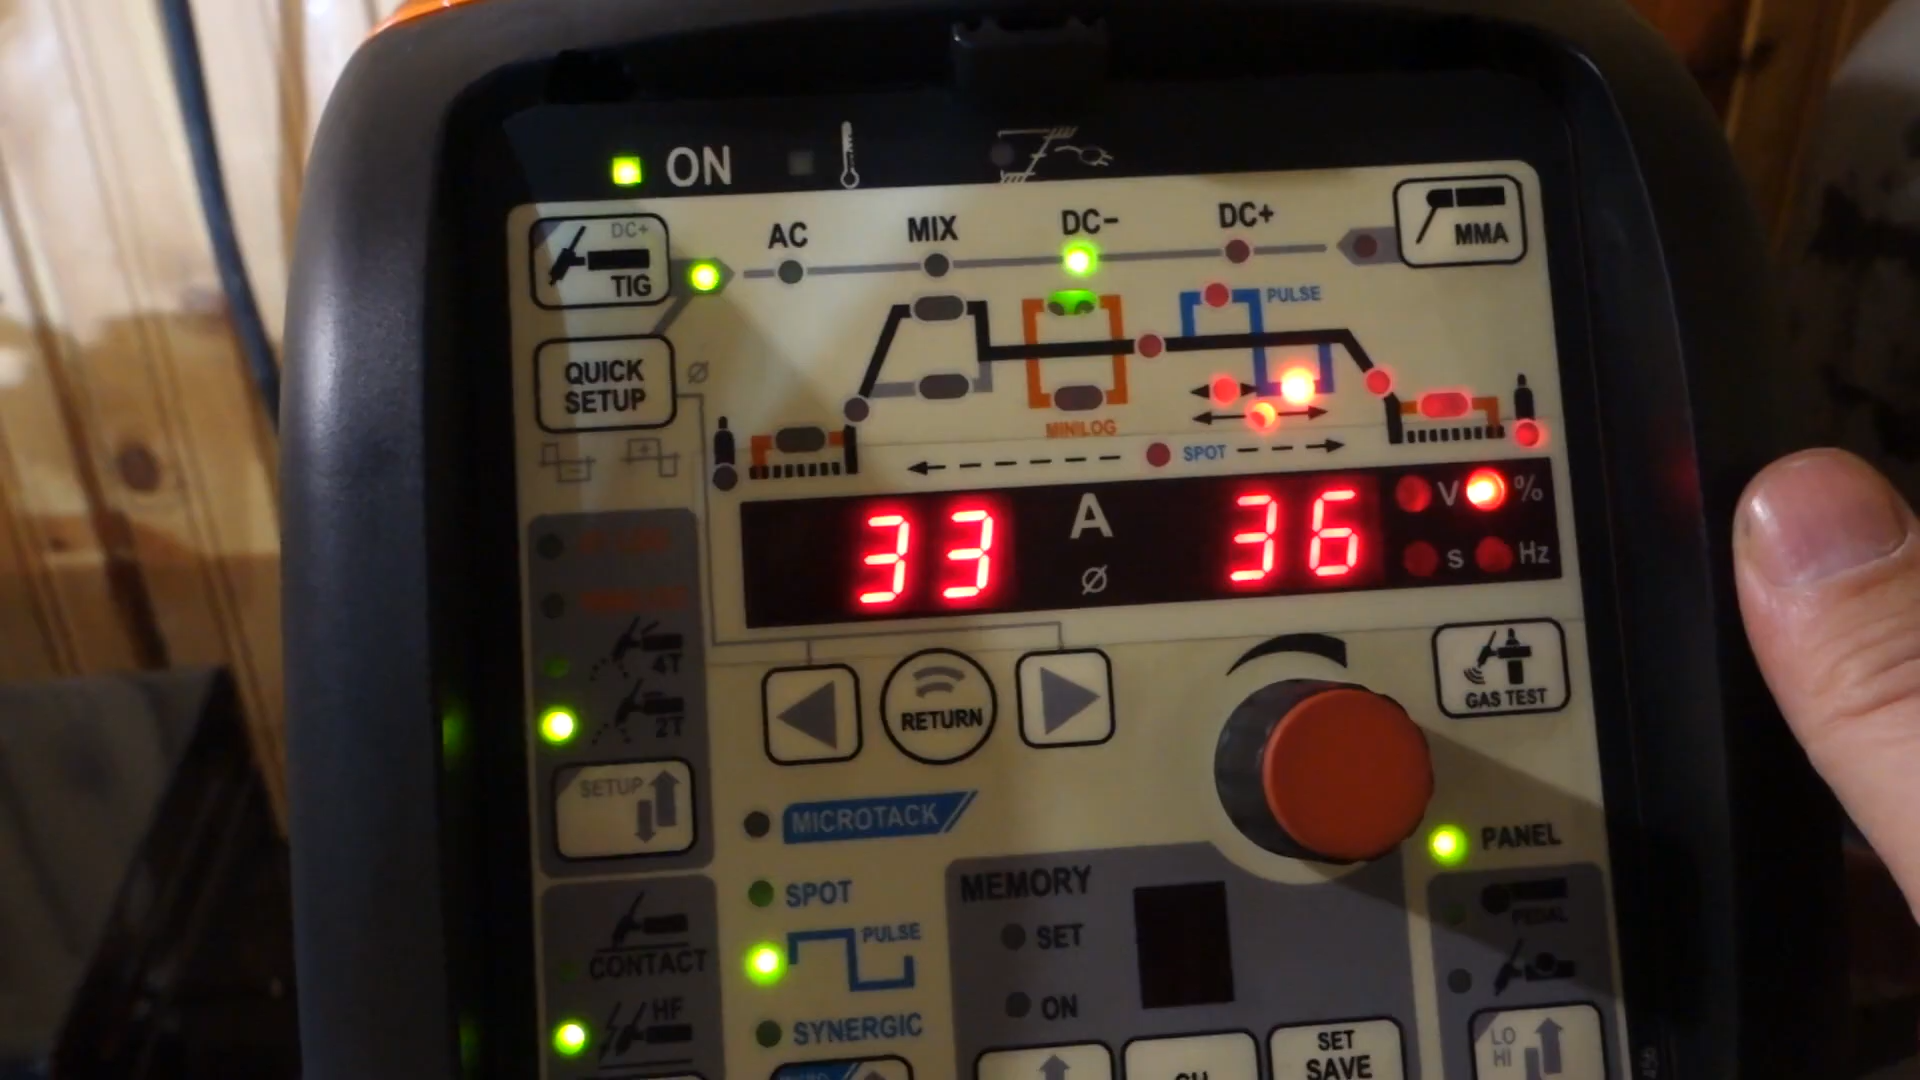 ON
AC MIX DC- DC+
DC+
TIG
MMA
PULSE
QUICK
SETUP
Ø
MINILOG
SPOT
33 A 36 V %
Ø s Hz
4T
2T
RETURN
GAS TEST
SETUP
MICROTACK
PANEL
SPOT
MEMORY
PEDAL
PULSE
SET
CONTACT
ON
HF
SYNERGIC
LO
HI
SET
SAVE